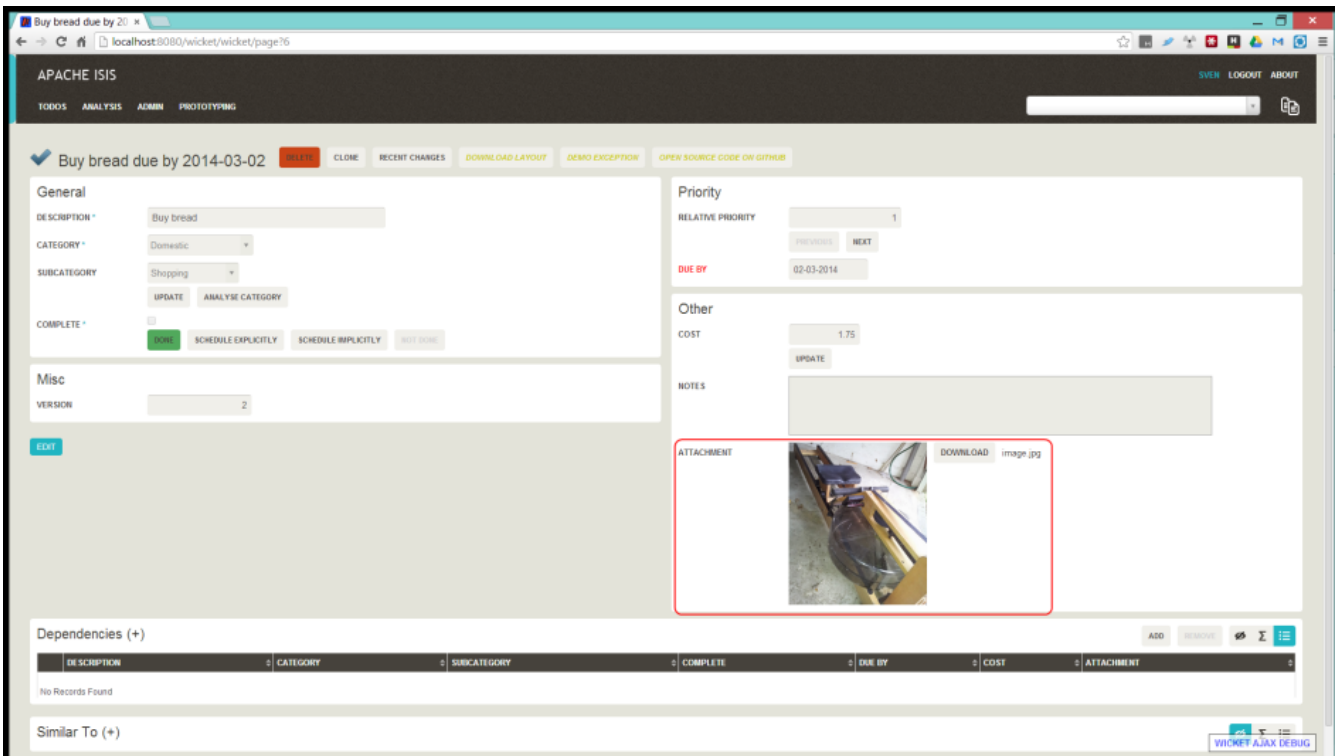 Buy bread due by 20
localhost:8080/wicket/wicket/page?6
APACHE ISIS
SVEN LOGOUT ABOUT
TODOS ANALYSIS ADMIN PROTOTYPING
Buy bread due by 2014-03-02
DELETE CLONE RECENT CHANGES DOWNLOAD LAYOUT DEMO EXCEPTION OPEN SOURCE CODE ON GITHUB
General
DESCRIPTION * Buy bread
CATEGORY * Domestic
SUBCATEGORY Shopping
UPDATE ANALYSE CATEGORY
COMPLETE *
DONE SCHEDULE EXPLICITLY SCHEDULE IMPLICITLY NOT DONE
Misc
VERSION 2
EDIT
Priority
RELATIVE PRIORITY 1
PREVIOUS NEXT
DUE BY 02-03-2014
Other
COST 1.75
UPDATE
NOTES
ATTACHMENT DOWNLOAD image.jpg
Dependencies (+)
ADD REMOVE Σ
DESCRIPTION CATEGORY SUBCATEGORY COMPLETE DUE BY COST ATTACHMENT
No Records Found
Similar To (+)
WICKET AJAX DEBUG